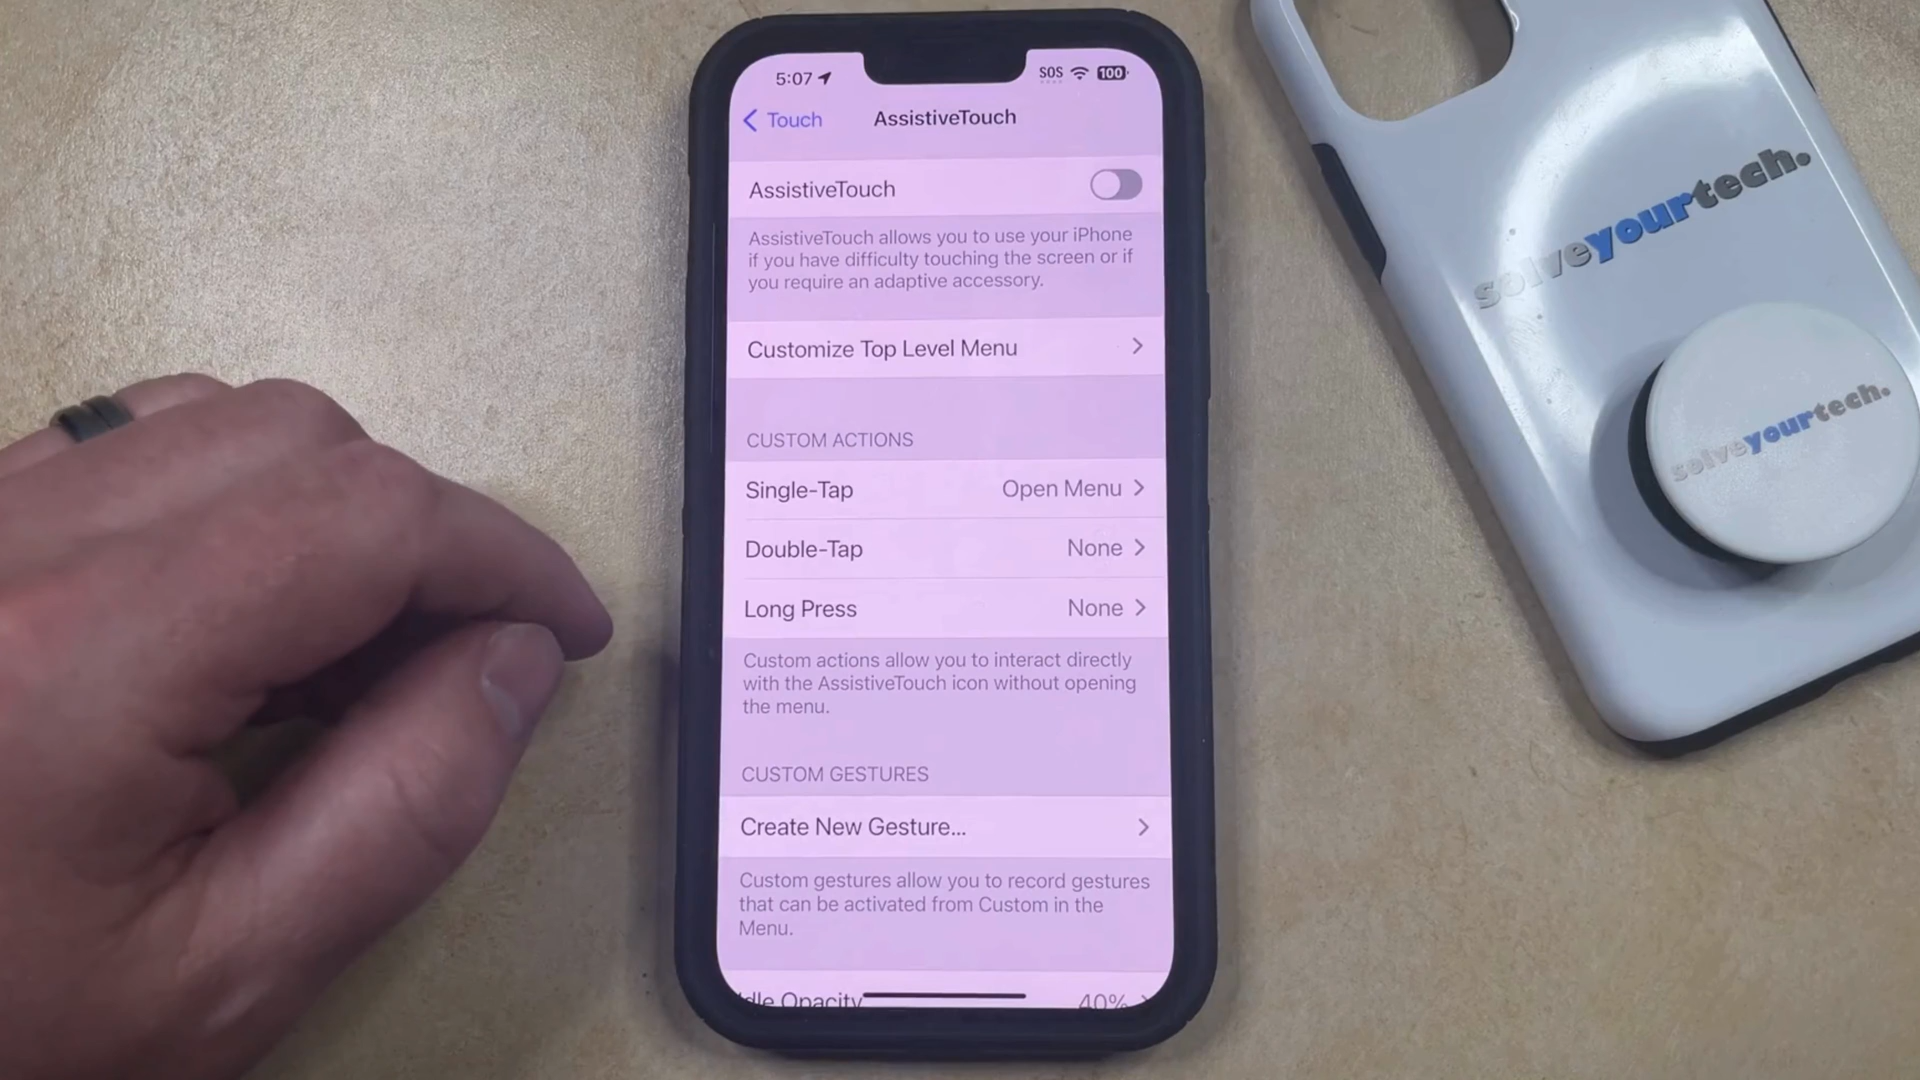 5:07 SOS 100
Touch AssistiveTouch
AssistiveTouch
AssistiveTouch allows you to use your iPhone
if you have difficulty touching the screen or if
you require an adaptive accessory.
Customize Top Level Menu
CUSTOM ACTIONS
Single-Tap Open Menu
Double-Tap None
Long Press None
Custom actions allow you to interact directly
with the AssistiveTouch icon without opening
the menu.
CUSTOM GESTURES
Create New Gesture...
Custom gestures allow you to record gestures
that can be activated from Custom in the
Menu.
Idle Opacity 40%
solveyourtech.
solveyourtech.